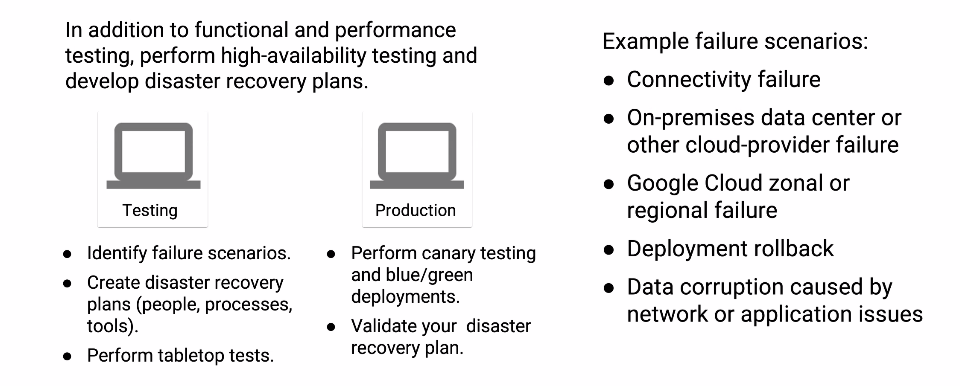 In addition to functional and performance
testing, perform high-availability testing and
develop disaster recovery plans.
Testing
● Identify failure scenarios.
● Create disaster recovery
plans (people, processes,
tools).
● Perform tabletop tests.
Production
● Perform canary testing
and blue/green
deployments.
● Validate your disaster
recovery plan.
Example failure scenarios:
● Connectivity failure
● On-premises data center or
other cloud-provider failure
● Google Cloud zonal or
regional failure
● Deployment rollback
● Data corruption caused by
network or application issues